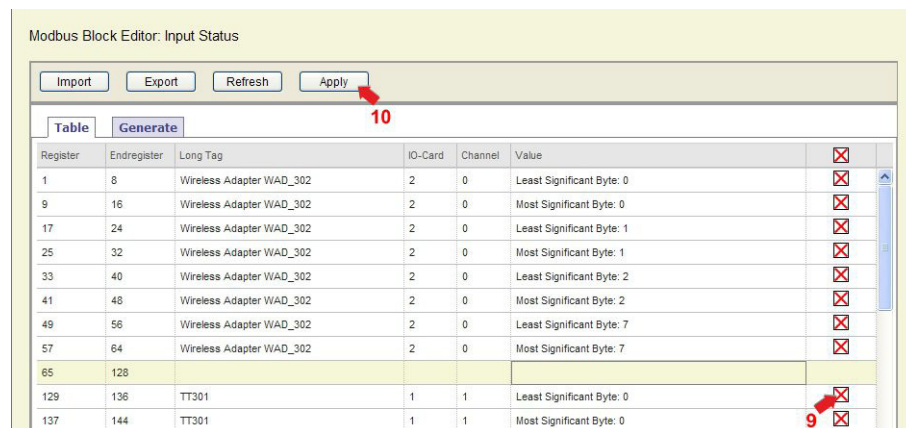 Modbus Block Editor: Input Status
Import Export Refresh Apply
10
Table Generate
Register Endregister Long Tag IO-Card Channel Value
1 8 Wireless Adapter WAD_302 2 0 Least Significant Byte: 0
9 16 Wireless Adapter WAD_302 2 0 Most Significant Byte: 0
17 24 Wireless Adapter WAD_302 2 0 Least Significant Byte: 1
25 32 Wireless Adapter WAD_302 2 0 Most Significant Byte: 1
33 40 Wireless Adapter WAD_302 2 0 Least Significant Byte: 2
41 48 Wireless Adapter WAD_302 2 0 Most Significant Byte: 2
49 56 Wireless Adapter WAD_302 2 0 Least Significant Byte: 7
57 64 Wireless Adapter WAD_302 2 0 Most Significant Byte: 7
65 128
129 136 TT301 1 1 Least Significant Byte: 0
137 144 TT301 1 1 Most Significant Byte: 0 9